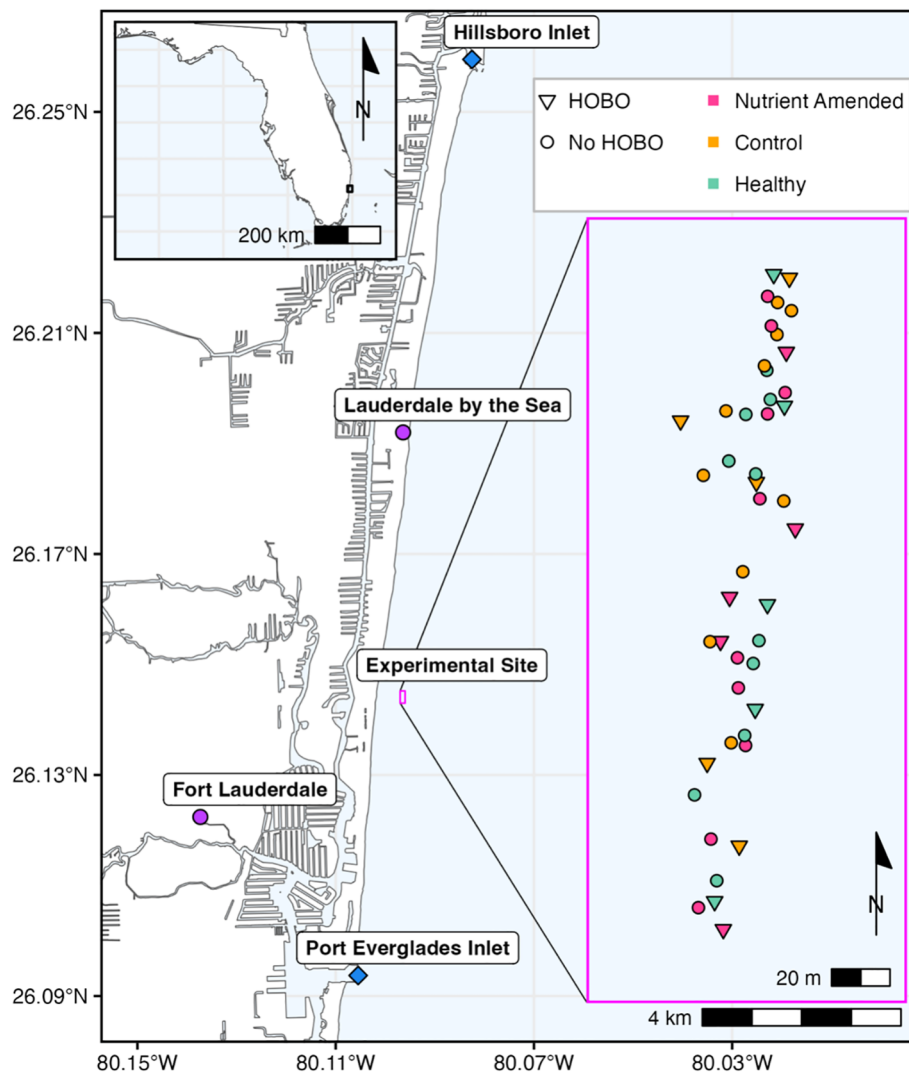 Hillsboro Inlet
N
200 km
HOBO
No HOBO
Nutrient Amended
Control
Healthy
26.25°N
26.21°N
26.17°N
26.13°N
26.09°N
Lauderdale by the Sea
Experimental Site
Fort Lauderdale
Port Everglades Inlet
N
20 m
4 km
80.15°W
80.11°W
80.07°W
80.03°W